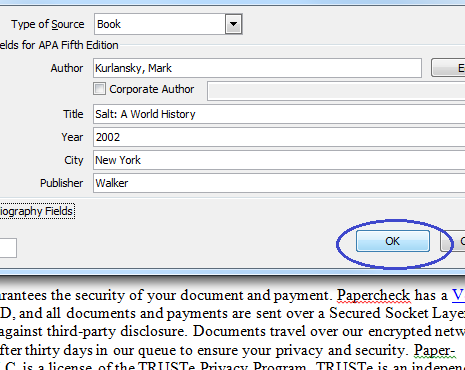 Type of Source Book
elds for APA Fifth Edition
Author Kurlansky, Mark
Corporate Author
Title Salt: A World History
Year 2002
City New York
Publisher Walker
iography Fields
OK
arantees the security of your document and payment. Papercheck has a V
D, and all documents and payments are sent over a Secured Socket Layer
against third-party disclosure. Documents travel over our encrypted netw
fter thirty days in our queue to ensure your privacy and security. Paper-
LC, is a license of the TRUSTe Privacy Program. TRUSTe is an independ